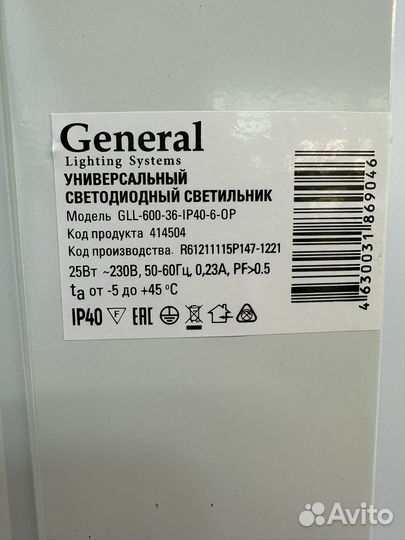 General
Lighting Systems
УНИВЕРСАЛЬНЫЙ
СВЕТОДИОДНЫЙ СВЕТИЛЬНИК
Модель GLL-600-36-IP40-6-OP
Код продукта 414504
Код производства. R61211115P147-1221
25Вт ~230В, 50-60Гц, 0,23А, PF>0.5
ta от -5 до +45 °C
IP40 F EAC
4630031869046
Avito